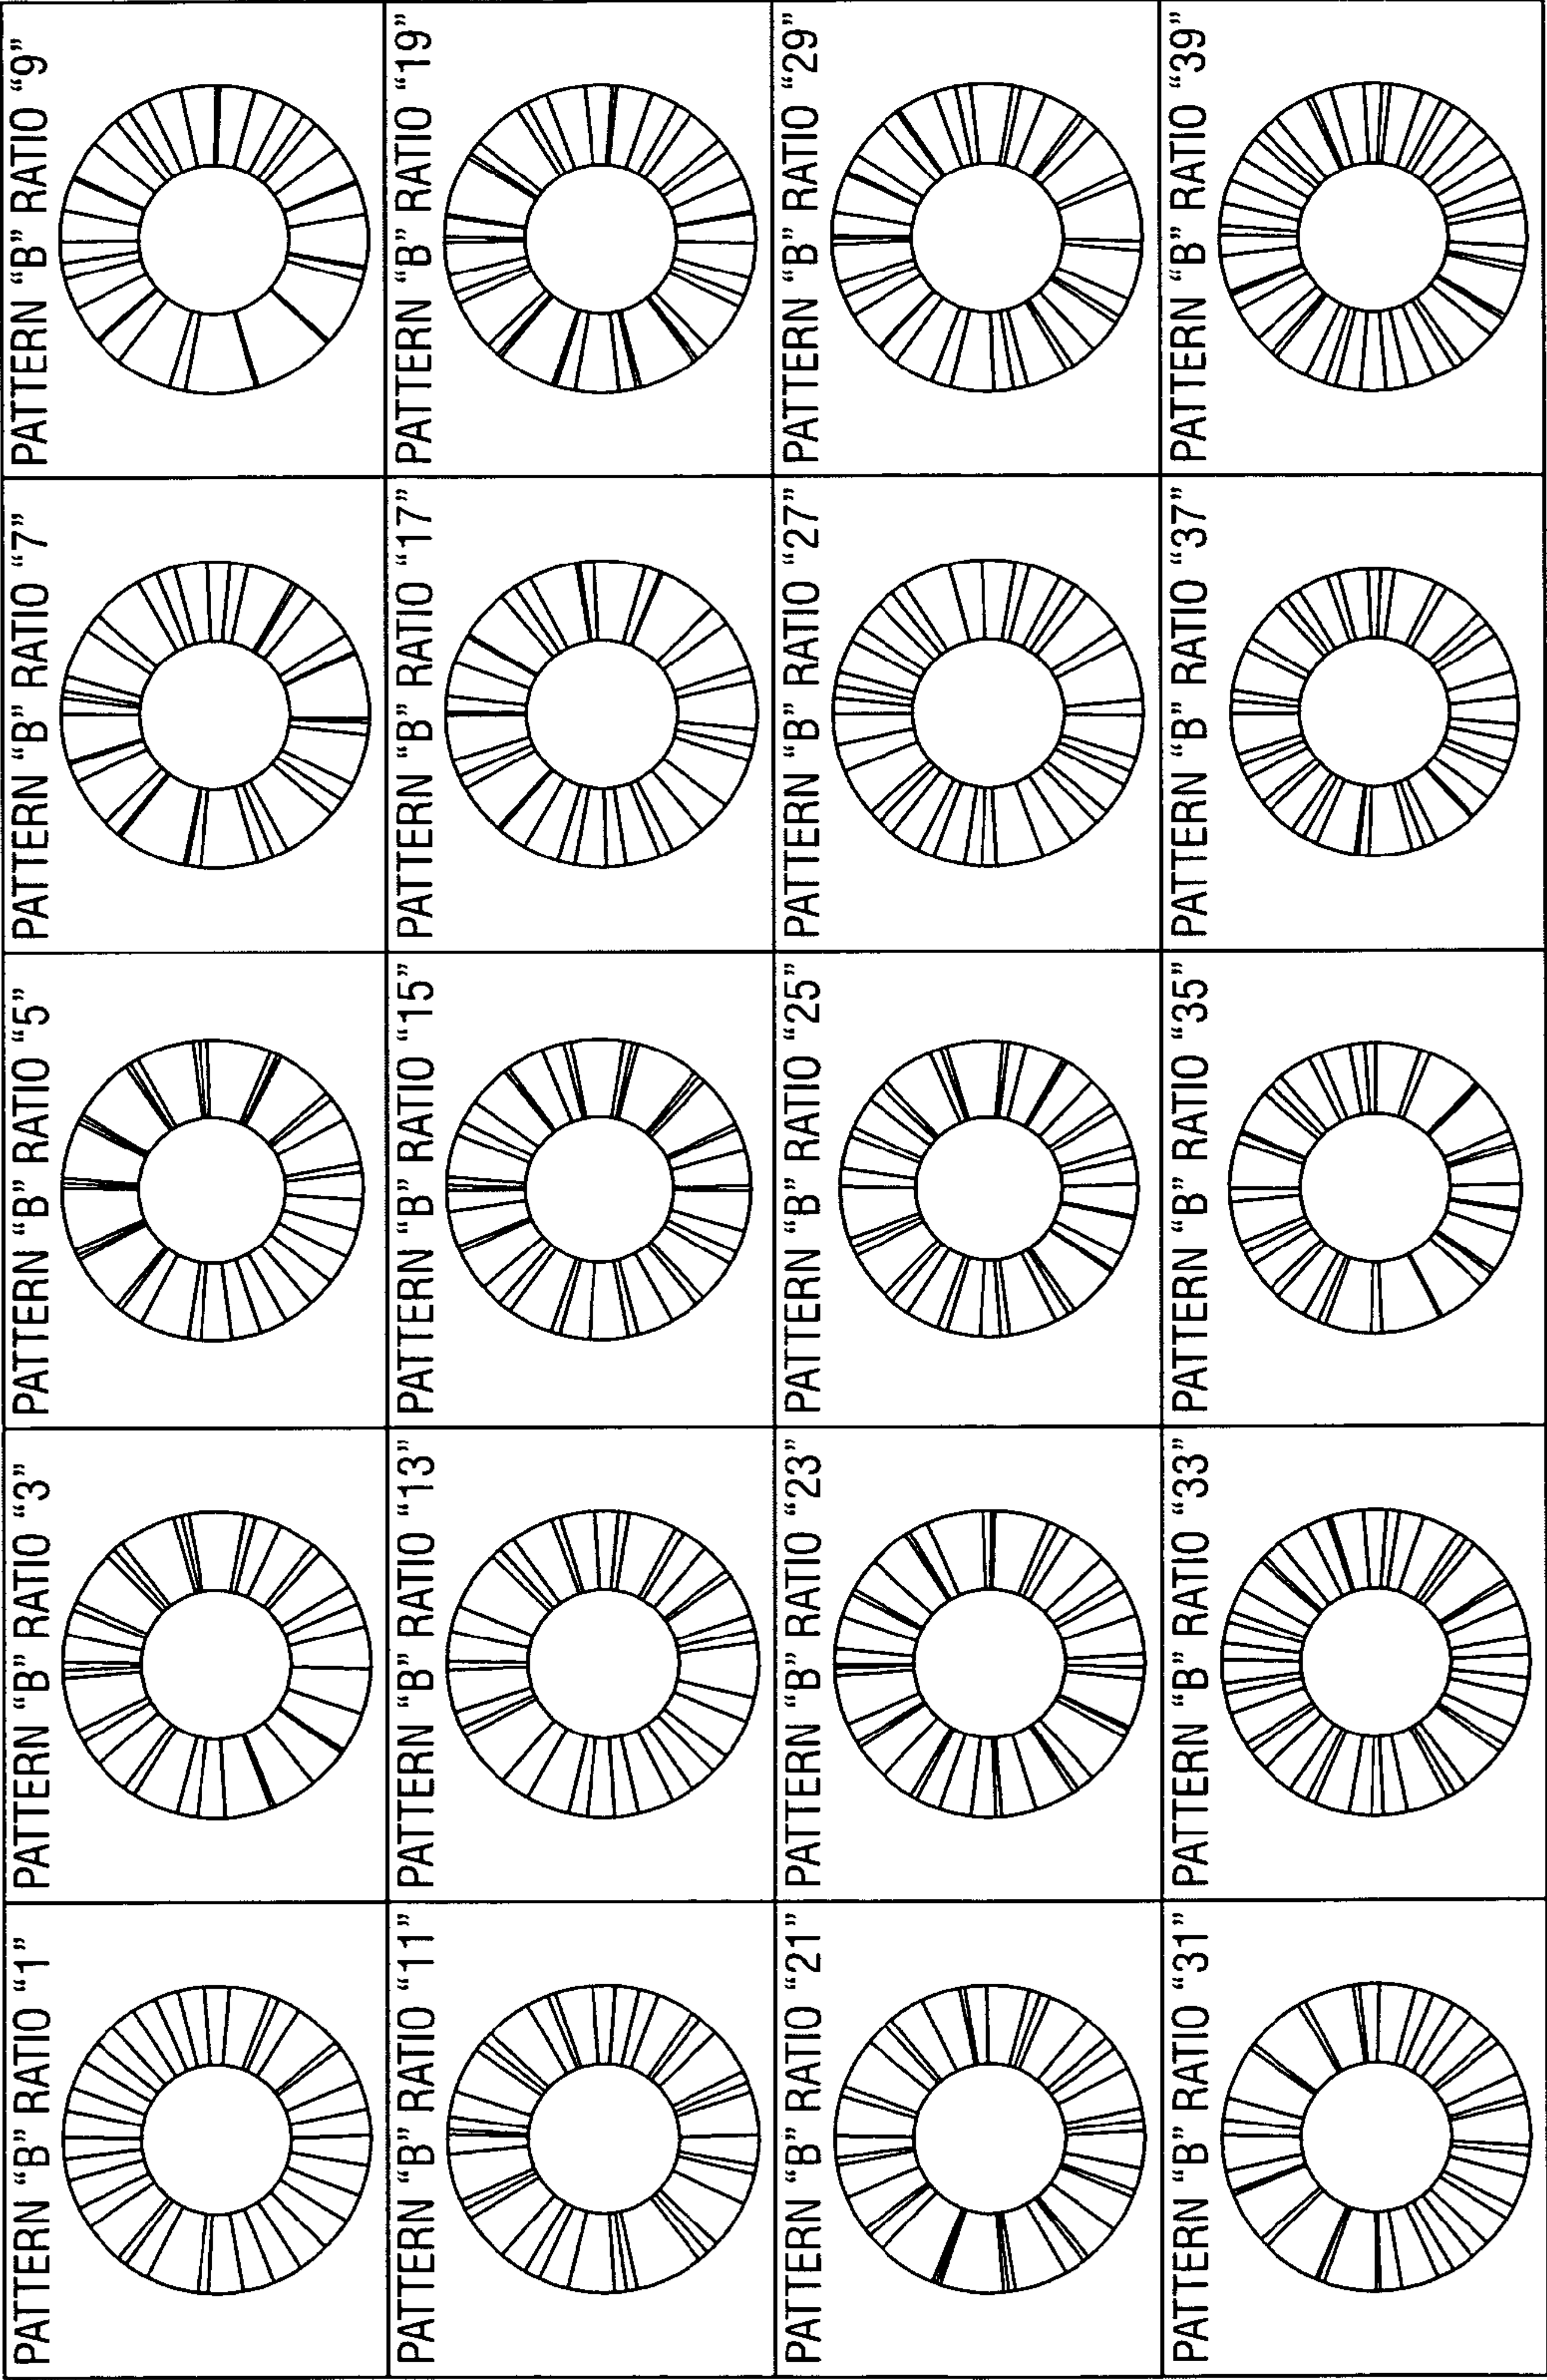 PATTERN “B” RATIO “1”
PATTERN “B” RATIO “3”
PATTERN “B” RATIO “5”
PATTERN “B” RATIO “7”
PATTERN “B” RATIO “9”
PATTERN “B” RATIO “11”
PATTERN “B” RATIO “13”
PATTERN “B” RATIO “15”
PATTERN “B” RATIO “17”
PATTERN “B” RATIO “19”
PATTERN “B” RATIO “21”
PATTERN “B” RATIO “23”
PATTERN “B” RATIO “25”
PATTERN “B” RATIO “27”
PATTERN “B” RATIO “29”
PATTERN “B” RATIO “31”
PATTERN “B” RATIO “33”
PATTERN “B” RATIO “35”
PATTERN “B” RATIO “37”
PATTERN “B” RATIO “39”